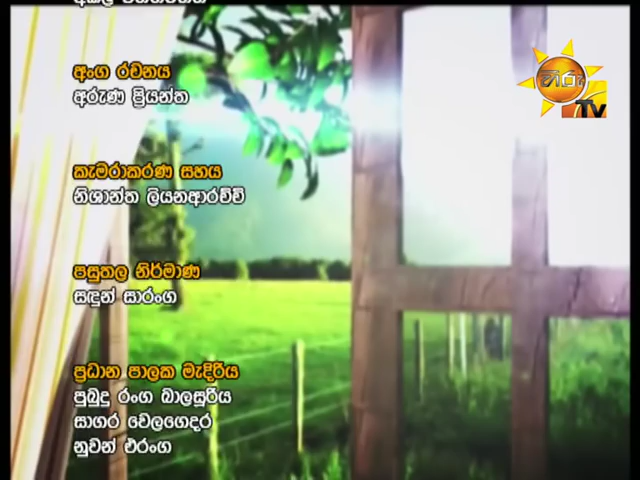 අංග රචනය
අරුණ ප්‍රියන්ත
කැමරාකරණ සහය
නිශාන්ත ලියනආරච්චි
පසුතල නිර්මාණ
සඳුන් සාරංග
ප්‍රධාන පාලක මැදිරිය
පුබුදු රංග බාලසූරිය
සාගර වෙලගෙදර
නුවන් එරංග
හිරු
TV